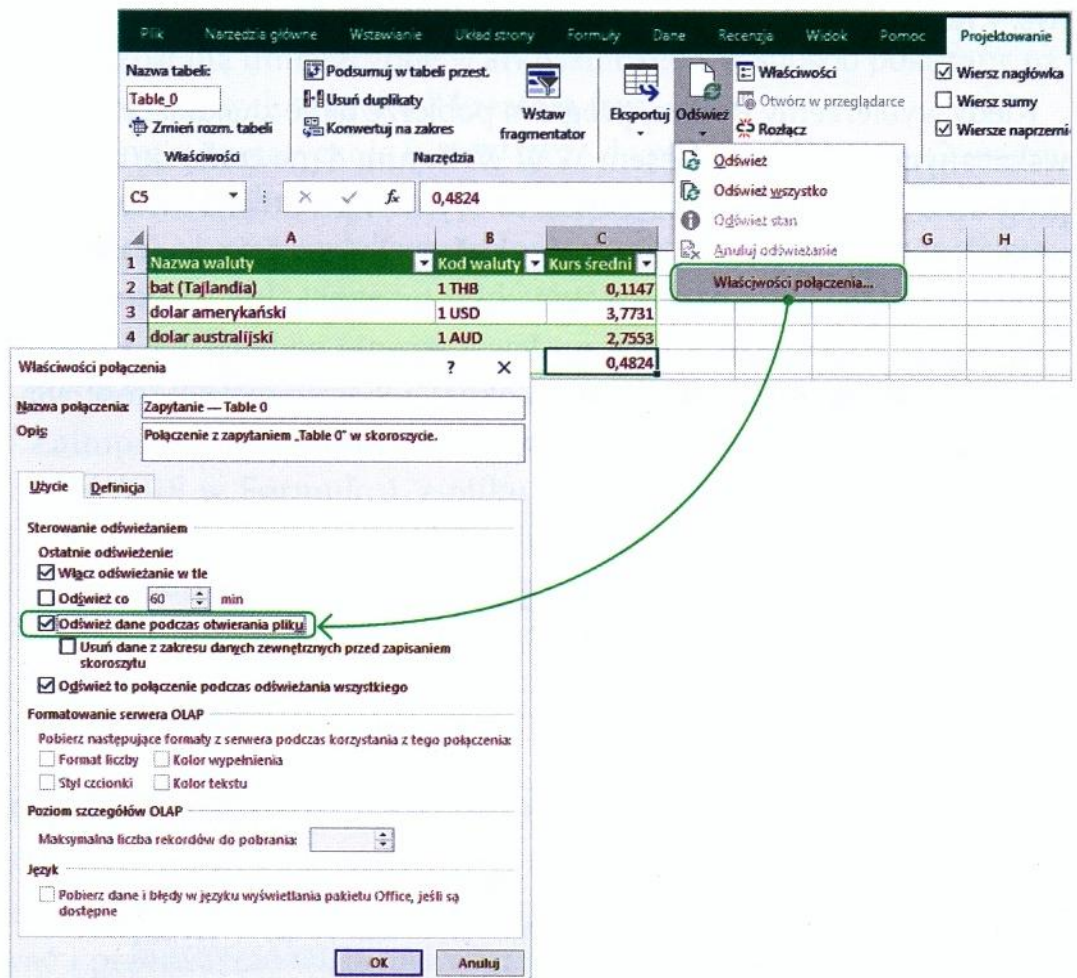 Plik Narzędzia główne Wstawianie Układ strony Formuły Dane Recenzja Widok Pomoc Projektowanie
Nazwa tabeli:
Table_0
Zmień rozm. tabeli
Właściwości
Podsumuj w tabeli przest.
Usuń duplikaty
Konwertuj na zakres
Wstaw fragmentator
Narzędzia
Eksportuj
Odśwież
Właściwości
Otwórz w przeglądarce
Rozłącz
Wiersz nagłówka
Wiersz sumy
Wiersze naprzemi
Odśwież
Odśwież wszystko
Odśwież stan
Anuluj odświeżanie
Właściwości połączenia...
C5 fx 0,4824
A B C G H
1 Nazwa waluty Kod waluty Kurs średni
2 bat (Tajlandia) 1 THB 0,1147
3 dolar amerykański 1 USD 3,7731
4 dolar australijski 1 AUD 2,7553
0,4824
Właściwości połączenia ? ×
Nazwa połączenia: Zapytanie — Table 0
Opis: Połączenie z zapytaniem „Table 0" w skoroszycie.
Użycie Definicja
Sterowanie odświeżaniem
Ostatnie odświeżenie:
Włącz odświeżanie w tle
Odśwież co 60 min
Odśwież dane podczas otwierania pliku
Usuń dane z zakresu danych zewnętrznych przed zapisaniem
skoroszytu
Odśwież to połączenie podczas odświeżania wszystkiego
Formatowanie serwera OLAP
Pobierz następujące formaty z serwera podczas korzystania z tego połączenia:
Format liczby Kolor wypełnienia
Styl czcionki Kolor tekstu
Poziom szczegółów OLAP
Maksymalna liczba rekordów do pobrania:
Język
Pobierz dane i błędy w języku wyświetlania pakietu Office, jeśli są
dostępne
OK Anuluj